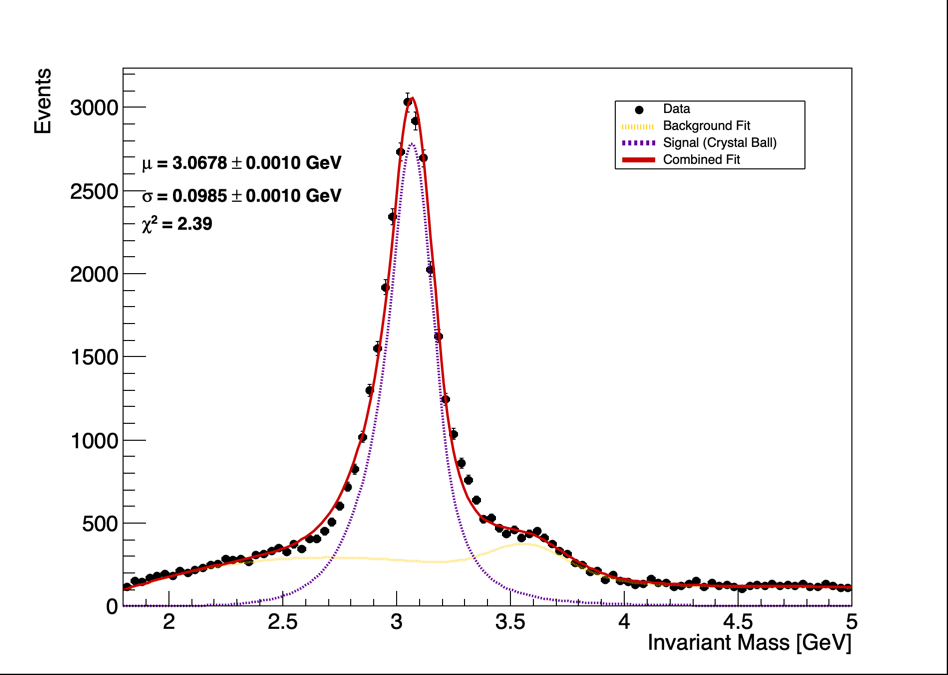 Events
3000
2500
2000
1500
1000
500
0
μ = 3.0678 ± 0.0010 GeV
σ = 0.0985 ± 0.0010 GeV
χ² = 2.39
Data
Background Fit
Signal (Crystal Ball)
Combined Fit
2 2.5 3 3.5 4 4.5 5
Invariant Mass [GeV]